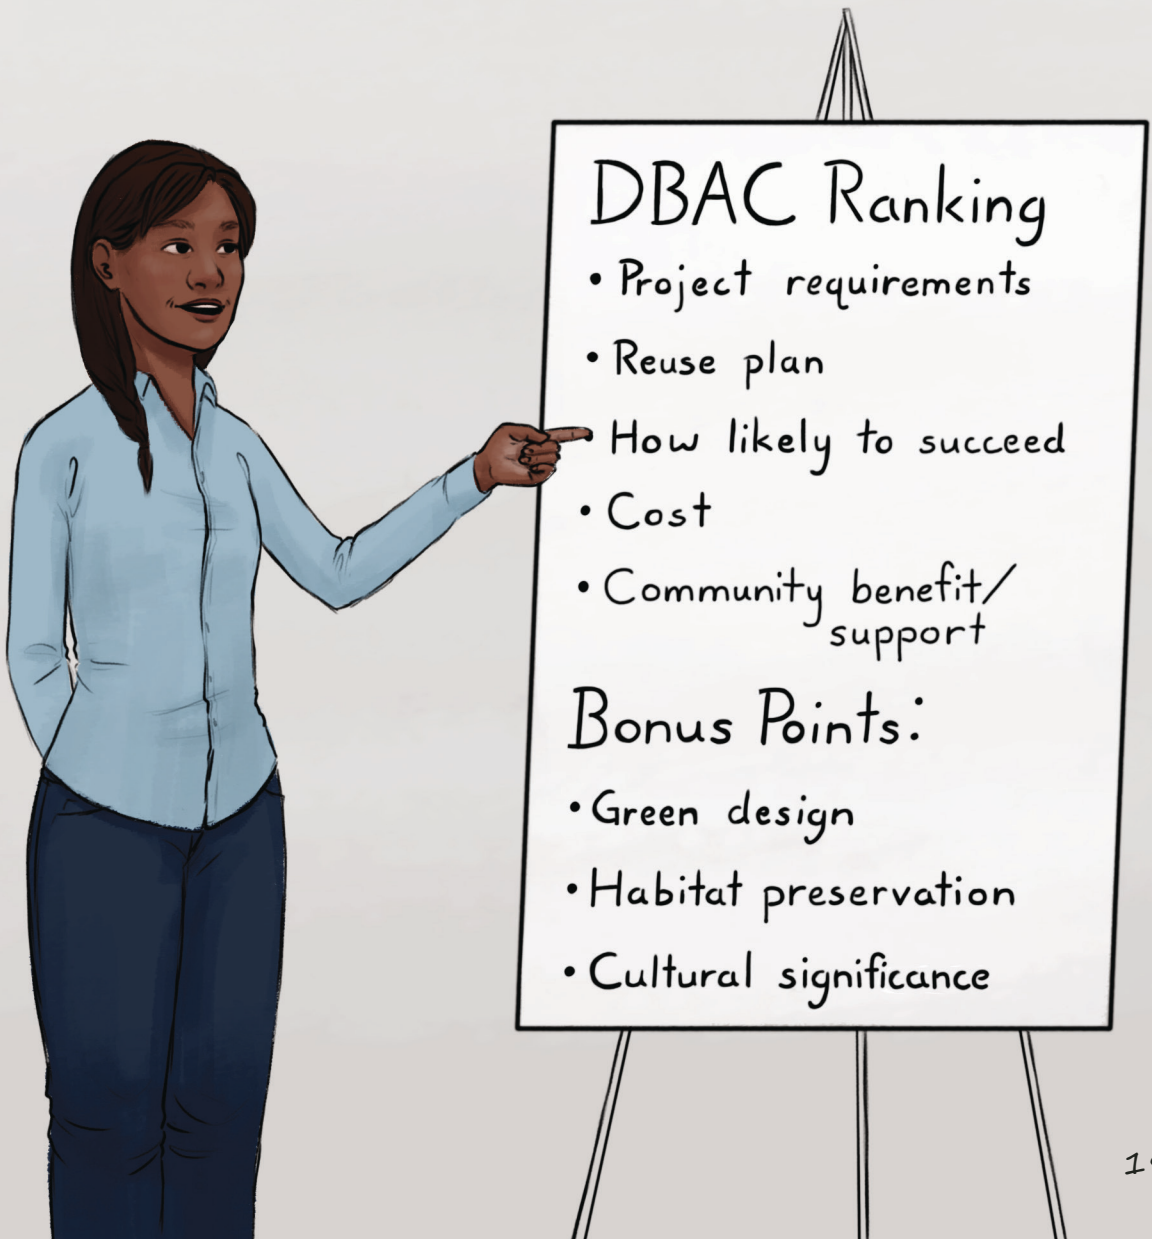 DBAC Ranking
• Project requirements
• Reuse plan
• How likely to succeed
• Cost
• Community benefit/
support
Bonus Points:
• Green design
• Habitat preservation
• Cultural significance